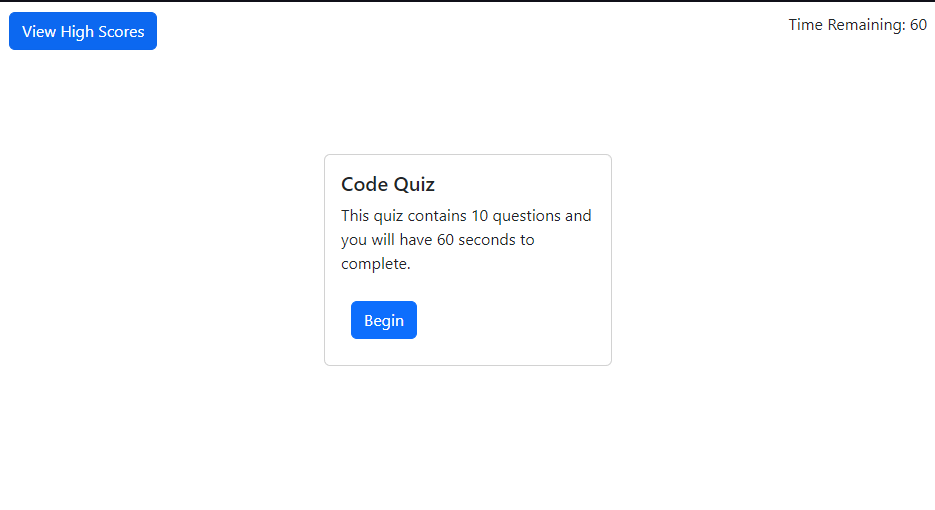 View High Scores
Time Remaining: 60
Code Quiz
This quiz contains 10 questions and
you will have 60 seconds to
complete.
Begin